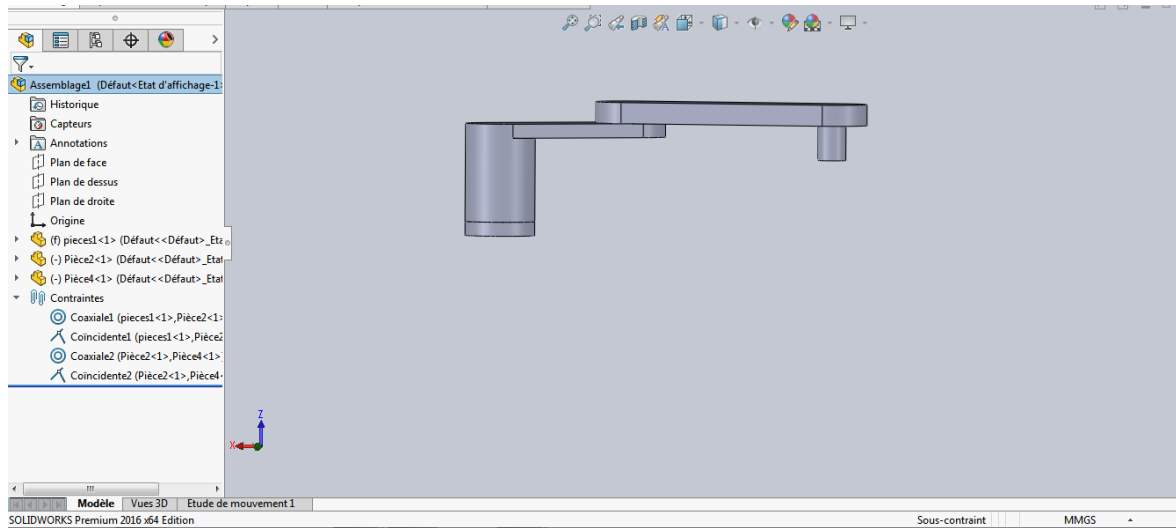 Assemblage1 (Défaut<Etat d'affichage-1>
Historique
Capteurs
Annotations
Plan de face
Plan de dessus
Plan de droite
Origine
(f) pieces1<1> (Défaut<<Défaut>_Eta
(-) Pièce2<1> (Défaut<<Défaut>_Etat
(-) Pièce4<1> (Défaut<<Défaut>_Etat
Contraintes
Coaxiale1 (pieces1<1>,Pièce2<1>
Coïncidente1 (pieces1<1>,Pièce2
Coaxiale2 (Pièce2<1>,Pièce4<1>
Coïncidente2 (Pièce2<1>,Pièce4<
Z
X
Modèle Vues 3D Etude de mouvement 1
SOLIDWORKS Premium 2016 x64 Edition Sous-contraint MMGS